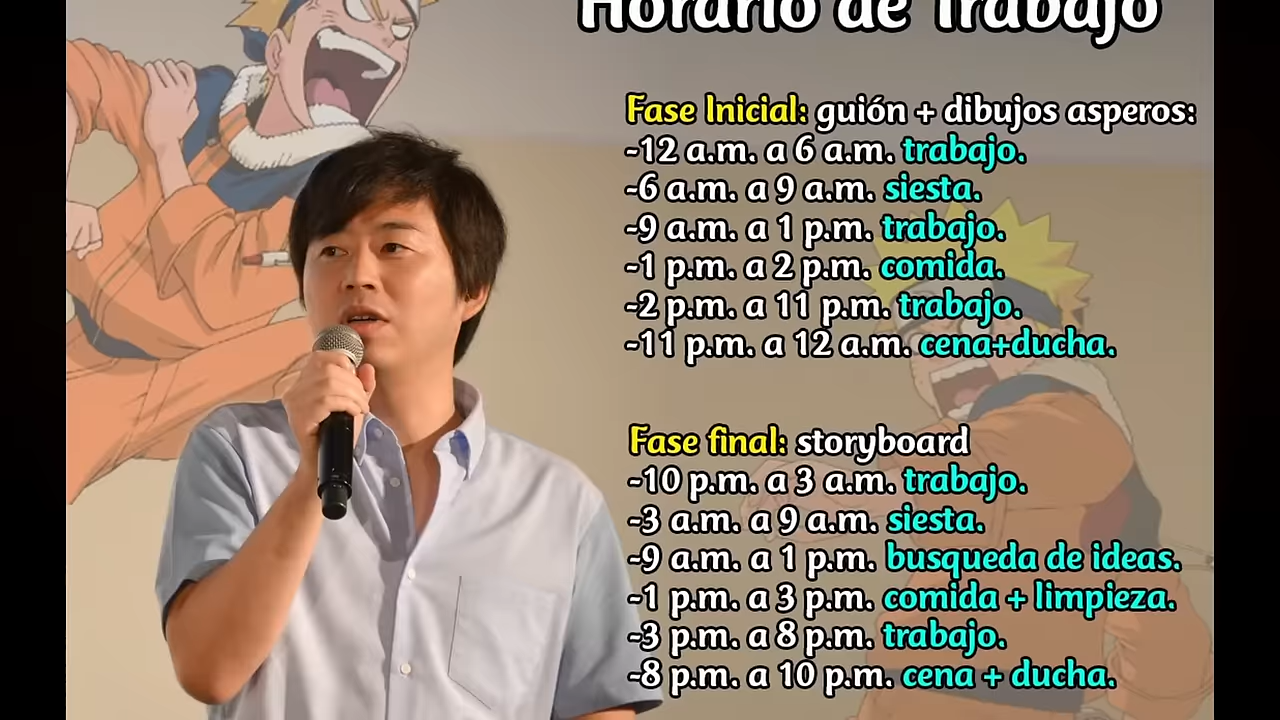 Horario de Trabajo
Fase Inicial: guión + dibujos asperos:
-12 a.m. a 6 a.m. trabajo.
-6 a.m. a 9 a.m. siesta.
-9 a.m. a 1 p.m. trabajo.
-1 p.m. a 2 p.m. comida.
-2 p.m. a 11 p.m. trabajo.
-11 p.m. a 12 a.m. cena+ducha.
Fase final: storyboard
-10 p.m. a 3 a.m. trabajo.
-3 a.m. a 9 a.m. siesta.
-9 a.m. a 1 p.m. busqueda de ideas.
-1 p.m. a 3 p.m. comida + limpieza.
-3 p.m. a 8 p.m. trabajo.
-8 p.m. a 10 p.m. cena + ducha.